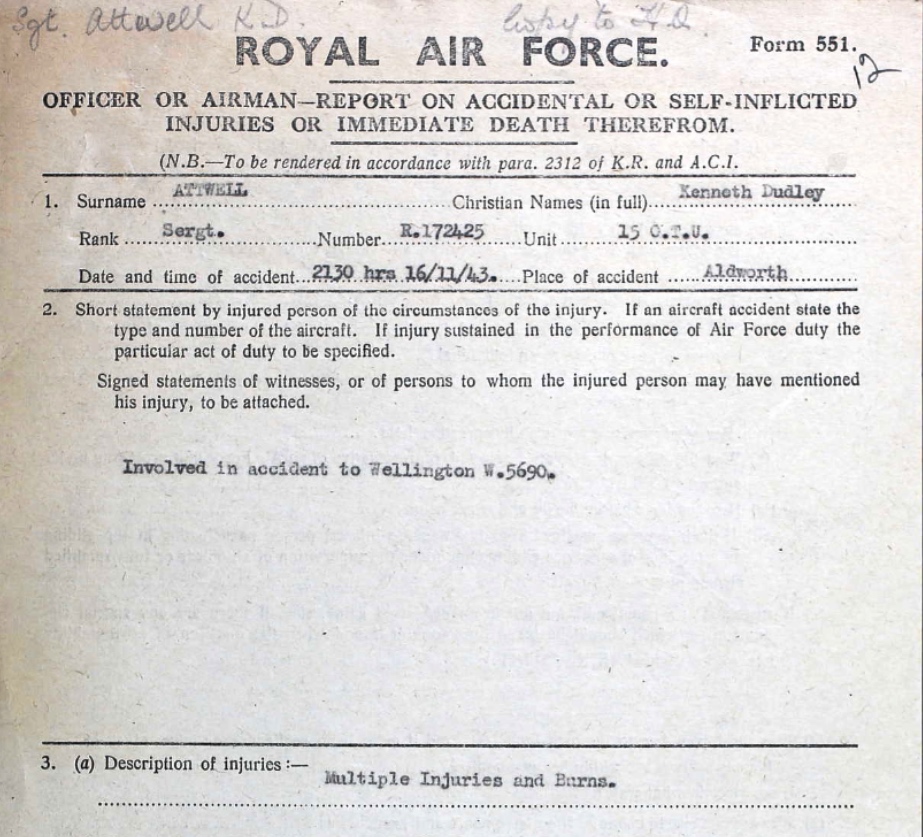 Sgt. Attwell K.D. Copy to H.Q.
ROYAL AIR FORCE. Form 551.
12
OFFICER OR AIRMAN—REPORT ON ACCIDENTAL OR SELF-INFLICTED
INJURIES OR IMMEDIATE DEATH THEREFROM.
(N.B.—To be rendered in accordance with para. 2312 of K.R. and A.C.I.
1. Surname ATTWELL Christian Names (in full) Kenneth Dudley
Rank Sergt. Number R.172425 Unit 15 O.T.U.
Date and time of accident 2130 hrs 16/11/43. Place of accident Aldworth
2. Short statement by injured person of the circumstances of the injury. If an aircraft accident state the
type and number of the aircraft. If injury sustained in the performance of Air Force duty the
particular act of duty to be specified.
Signed statements of witnesses, or of persons to whom the injured person may have mentioned
his injury, to be attached.
Involved in accident to Wellington W.5690.
3. (a) Description of injuries :—
Multiple Injuries and Burns.